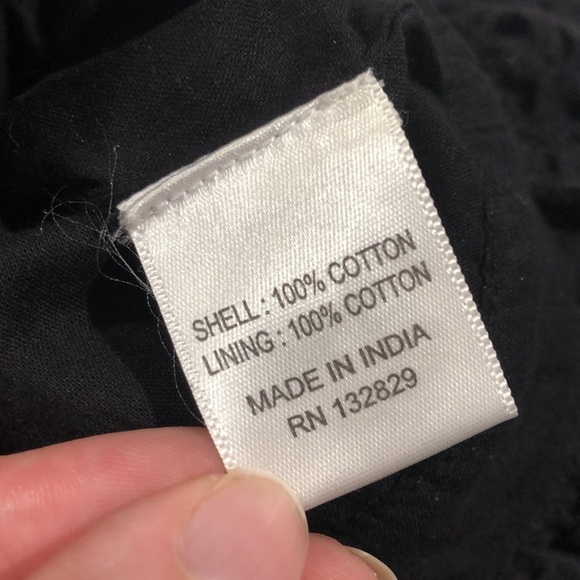 SHELL : 100% COTTON
LINING : 100% COTTON
MADE IN INDIA
RN 132829